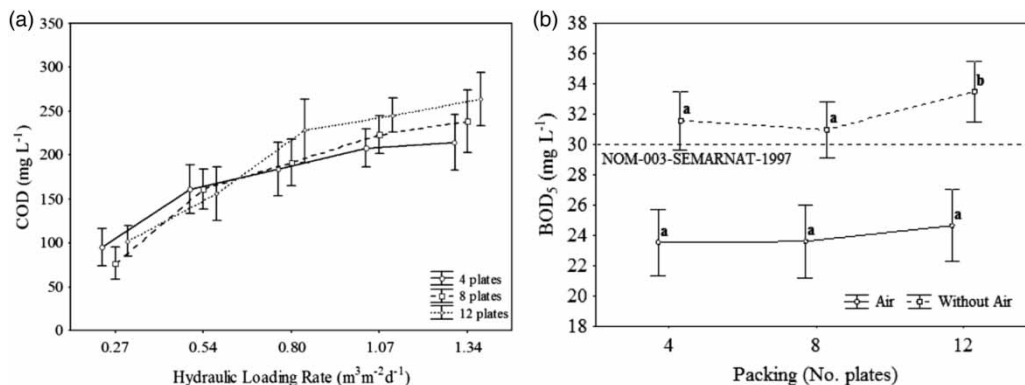 (a)
350
300
250
200
150
100
50
0
COD (mg L⁻¹)
4 plates
8 plates
12 plates
0.27 0.54 0.80 1.07 1.34
Hydraulic Loading Rate (m³m⁻²d⁻¹)
(b)
38
36
34
32
30
28
26
24
22
20
18
BOD₅ (mg L⁻¹)
a
a
b
NOM-003-SEMARNAT-1997
a
a
a
Air Without Air
4 8 12
Packing (No. plates)